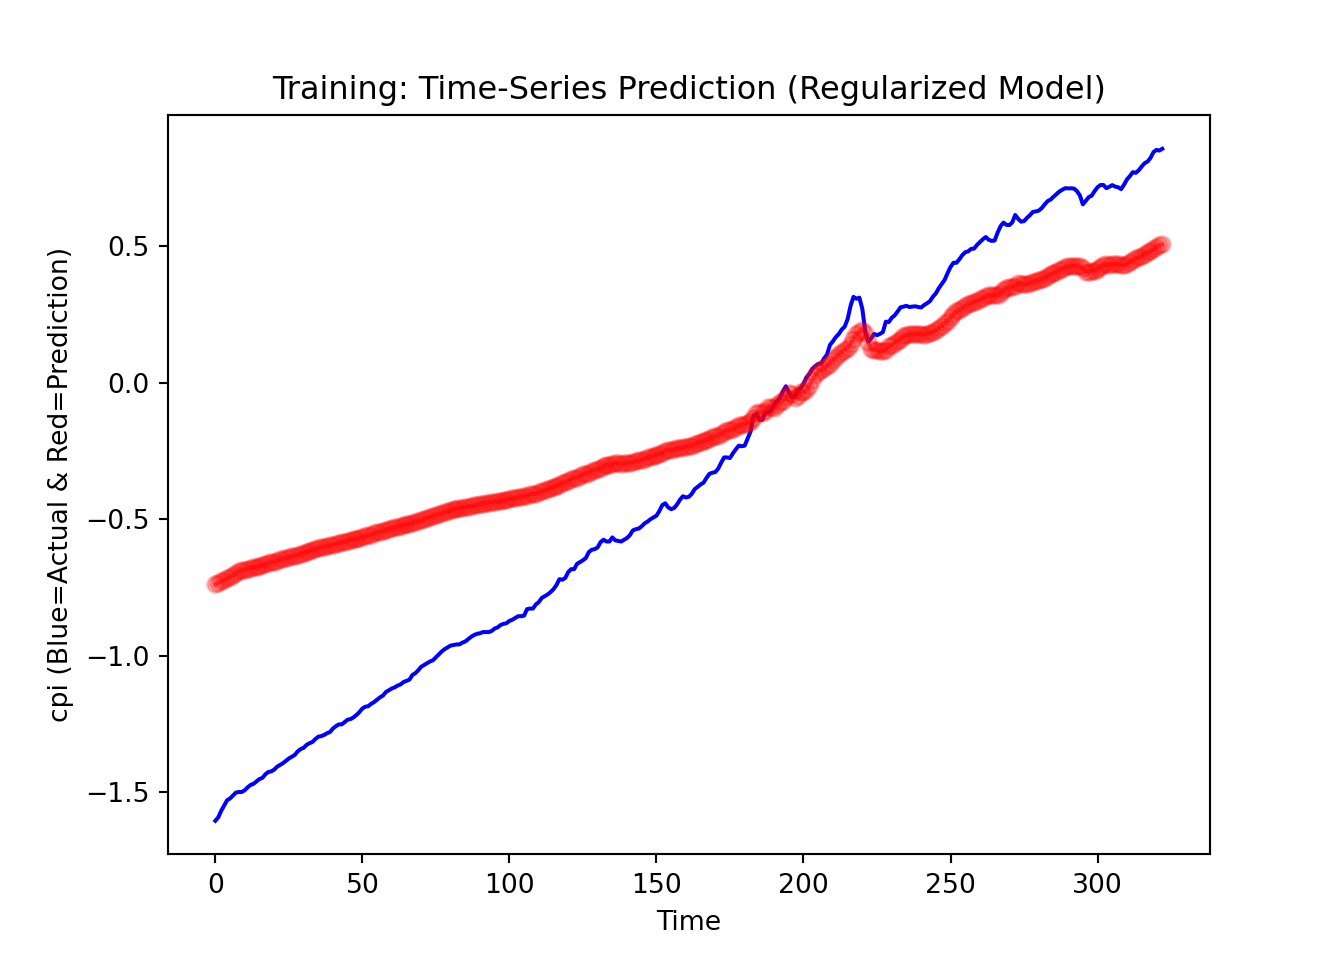 Training: Time-Series Prediction (Regularized Model)
cpi (Blue=Actual & Red=Prediction)
0.5
0.0
−0.5
−1.0
−1.5
0 50 100 150 200 250 300
Time